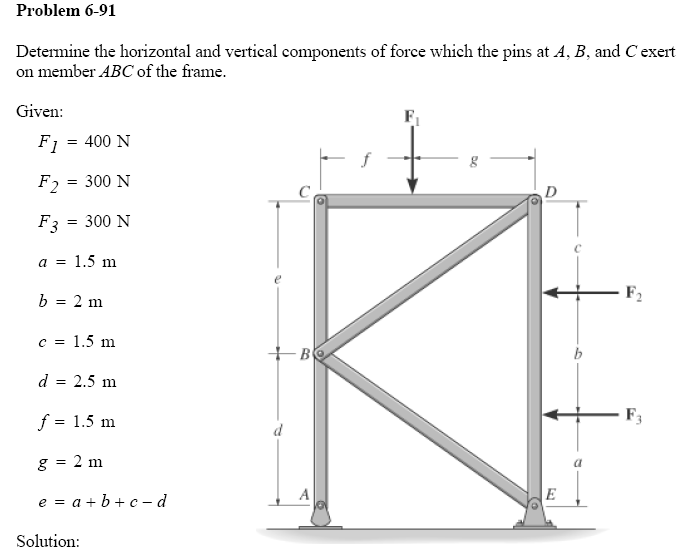 Problem 6-91
Determine the horizontal and vertical components of force which the pins at A, B, and C exert
on member ABC of the frame.
Given:
F1 = 400 N
F2 = 300 N
F3 = 300 N
a = 1.5 m
b = 2 m
c = 1.5 m
d = 2.5 m
f = 1.5 m
g = 2 m
e = a + b + c – d
Solution:
F1
f
g
C
D
c
e
F2
B
b
F3
d
a
A
E